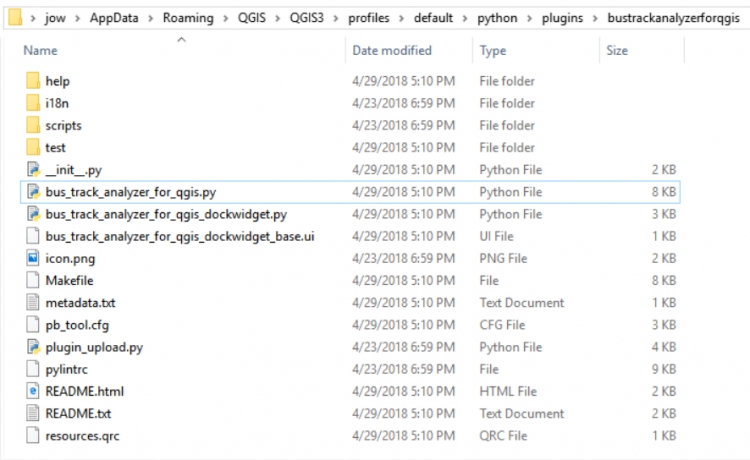 jow > AppData > Roaming > QGIS > QGIS3 > profiles > default > python > plugins > bustrackanalyzerforqgis
Name Date modified Type Size
help 4/29/2018 5:10 PM File folder
i18n 4/23/2018 6:59 PM File folder
scripts 4/23/2018 6:59 PM File folder
test 4/29/2018 5:10 PM File folder
__init__.py 4/29/2018 5:10 PM Python File 2 KB
bus_track_analyzer_for_qgis.py 4/29/2018 5:10 PM Python File 8 KB
bus_track_analyzer_for_qgis_dockwidget.py 4/29/2018 5:10 PM Python File 3 KB
bus_track_analyzer_for_qgis_dockwidget_base.ui 4/29/2018 5:10 PM UI File 1 KB
icon.png 4/23/2018 6:59 PM PNG File 2 KB
Makefile 4/29/2018 5:10 PM File 8 KB
metadata.txt 4/29/2018 5:10 PM Text Document 1 KB
pb_tool.cfg 4/29/2018 5:10 PM CFG File 3 KB
plugin_upload.py 4/23/2018 6:59 PM Python File 4 KB
pylintrc 4/23/2018 6:59 PM File 9 KB
README.html 4/29/2018 5:10 PM HTML File 2 KB
README.txt 4/29/2018 5:10 PM Text Document 2 KB
resources.qrc 4/29/2018 5:10 PM QRC File 1 KB